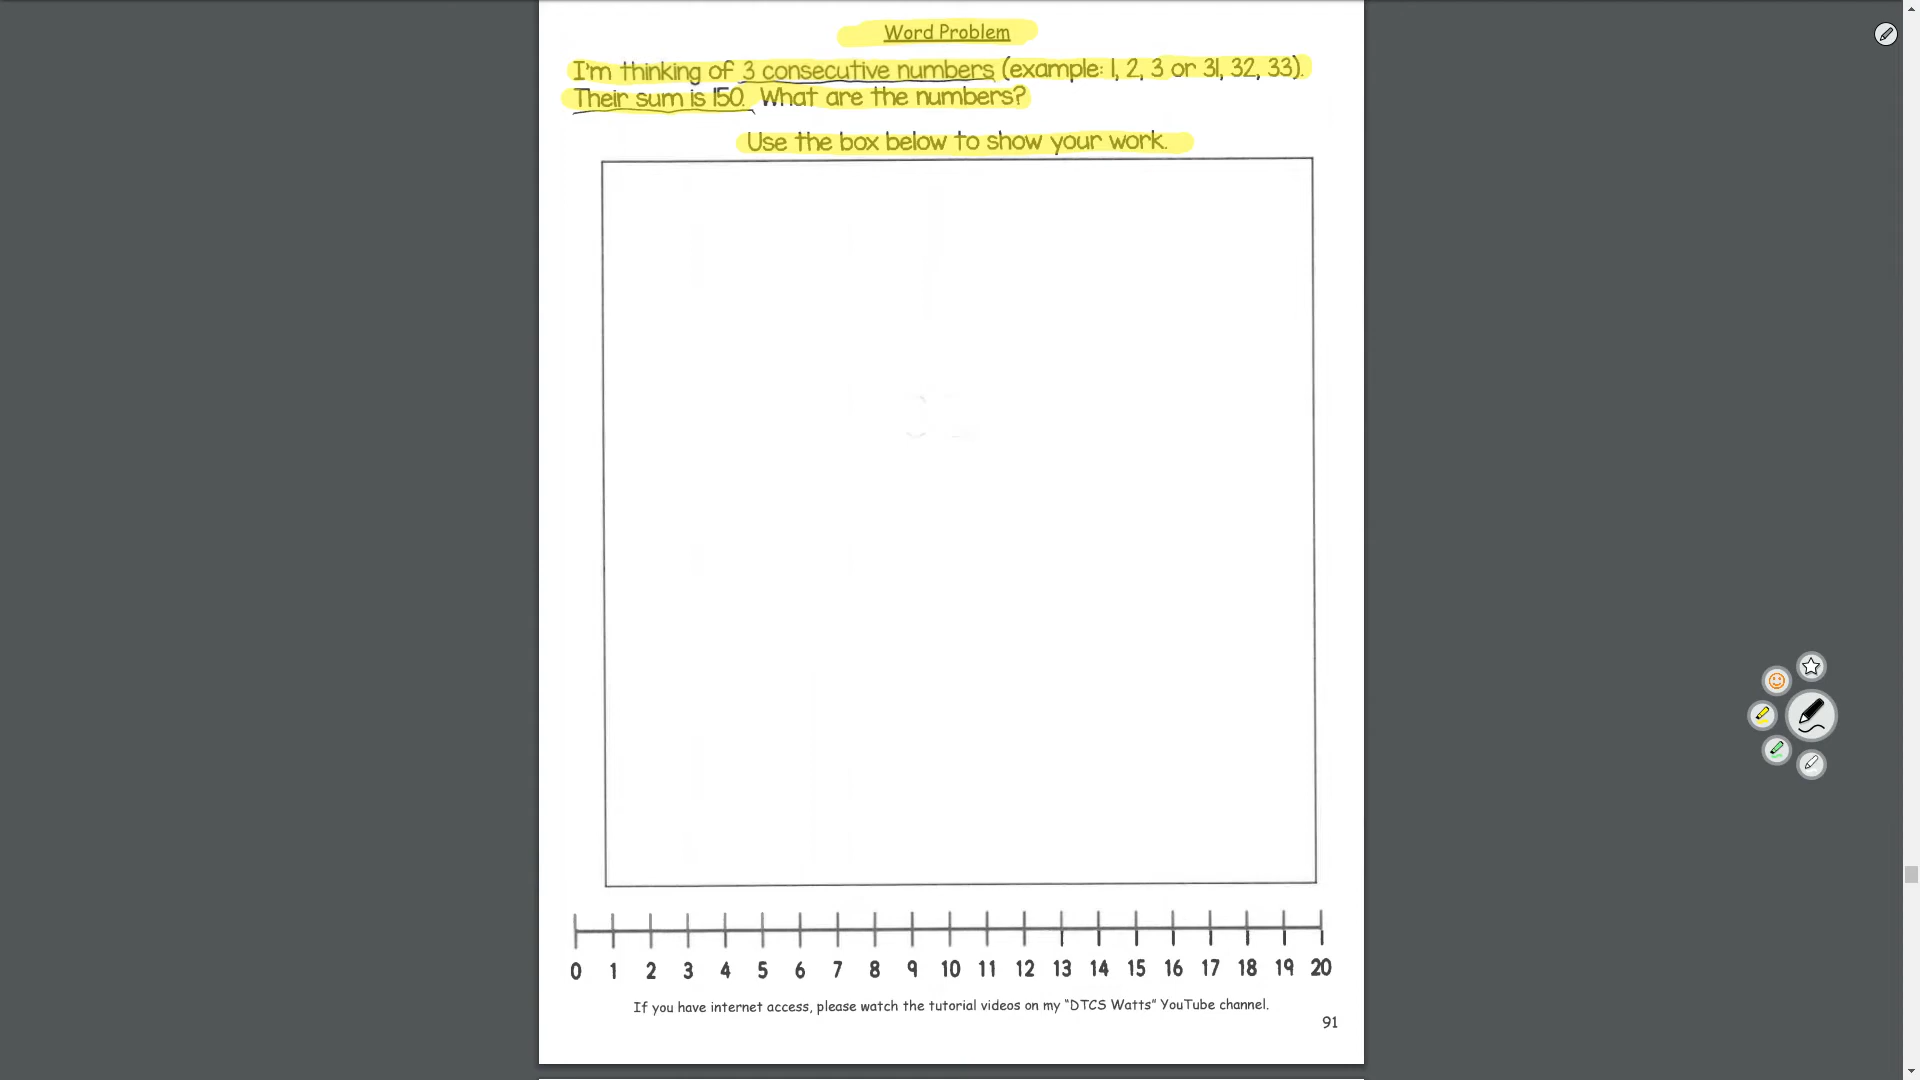 Word Problem
I'm thinking of 3 consecutive numbers (example: 1, 2, 3 or 31, 32, 33).
Their sum is 150. What are the numbers?
Use the box below to show your work.
0 1 2 3 4 5 6 7 8 9 10 11 12 13 14 15 16 17 18 19 20
If you have internet access, please watch the tutorial videos on my “DTCS Watts” YouTube channel.
91